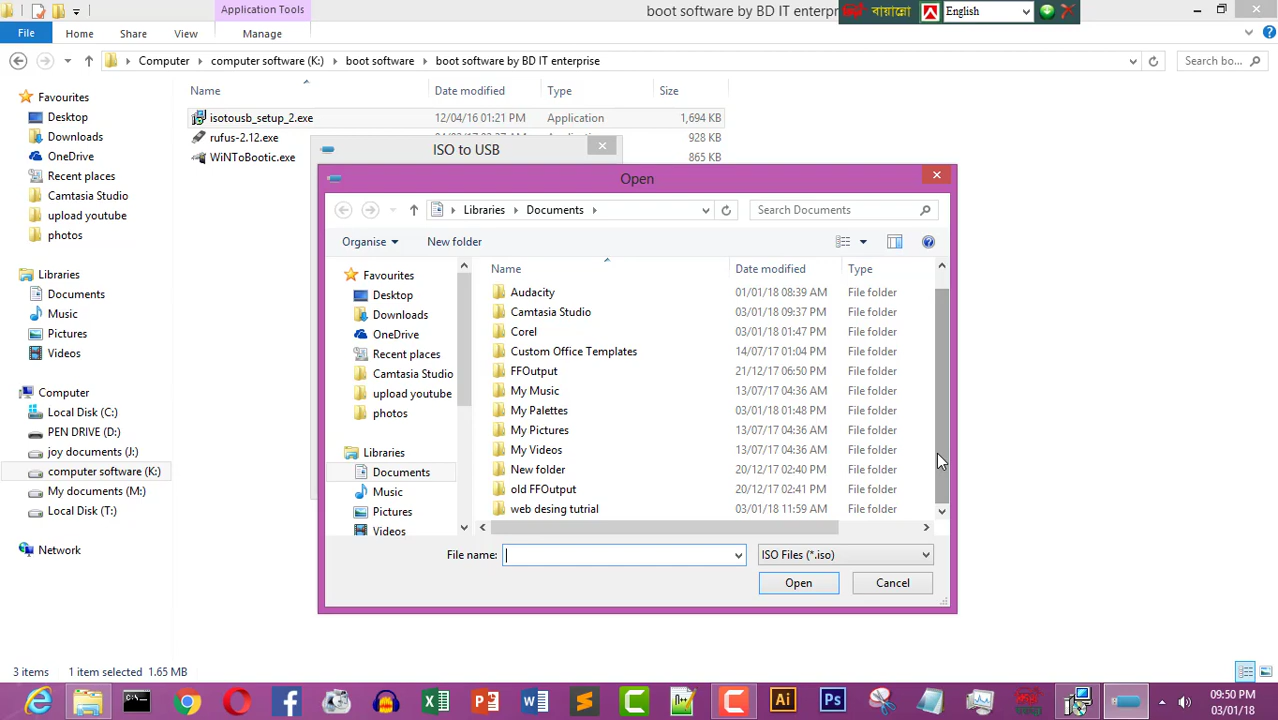 Application Tools
boot software by BD IT enterpr
বায়ান্নো
English
File
Home
Share
View
Manage
Computer
computer software (K:)
boot software
boot software by BD IT enterprise
Search bo...
Name
Date modified
Type
Size
isotousb_setup_2.exe
12/04/16 01:21 PM
Application
1,694 KB
rufus-2.12.exe
928 KB
WiNToBootic.exe
865 KB
Favourites
Desktop
Downloads
OneDrive
Recent places
Camtasia Studio
upload youtube
photos
Libraries
Documents
Music
Pictures
Videos
Computer
Local Disk (C:)
PEN DRIVE (D:)
joy documents (J:)
computer software (K:)
My documents (M:)
Local Disk (T:)
Network
ISO to USB
Open
Libraries
Documents
Search Documents
Organise
New folder
Favourites
Desktop
Downloads
OneDrive
Recent places
Camtasia Studio
upload youtube
photos
Libraries
Documents
Music
Pictures
Videos
Name
Date modified
Type
Audacity
01/01/18 08:39 AM
File folder
Camtasia Studio
03/01/18 09:37 PM
File folder
Corel
03/01/18 01:47 PM
File folder
Custom Office Templates
14/07/17 01:04 PM
File folder
FFOutput
21/12/17 06:50 PM
File folder
My Music
13/07/17 04:36 AM
File folder
My Palettes
03/01/18 01:48 PM
File folder
My Pictures
13/07/17 04:36 AM
File folder
My Videos
13/07/17 04:36 AM
File folder
New folder
20/12/17 02:40 PM
File folder
old FFOutput
20/12/17 02:41 PM
File folder
web desing tutrial
03/01/18 11:59 AM
File folder
File name:
ISO Files (*.iso)
Open
Cancel
3 items
1 item selected 1.65 MB
09:50 PM
03/01/18